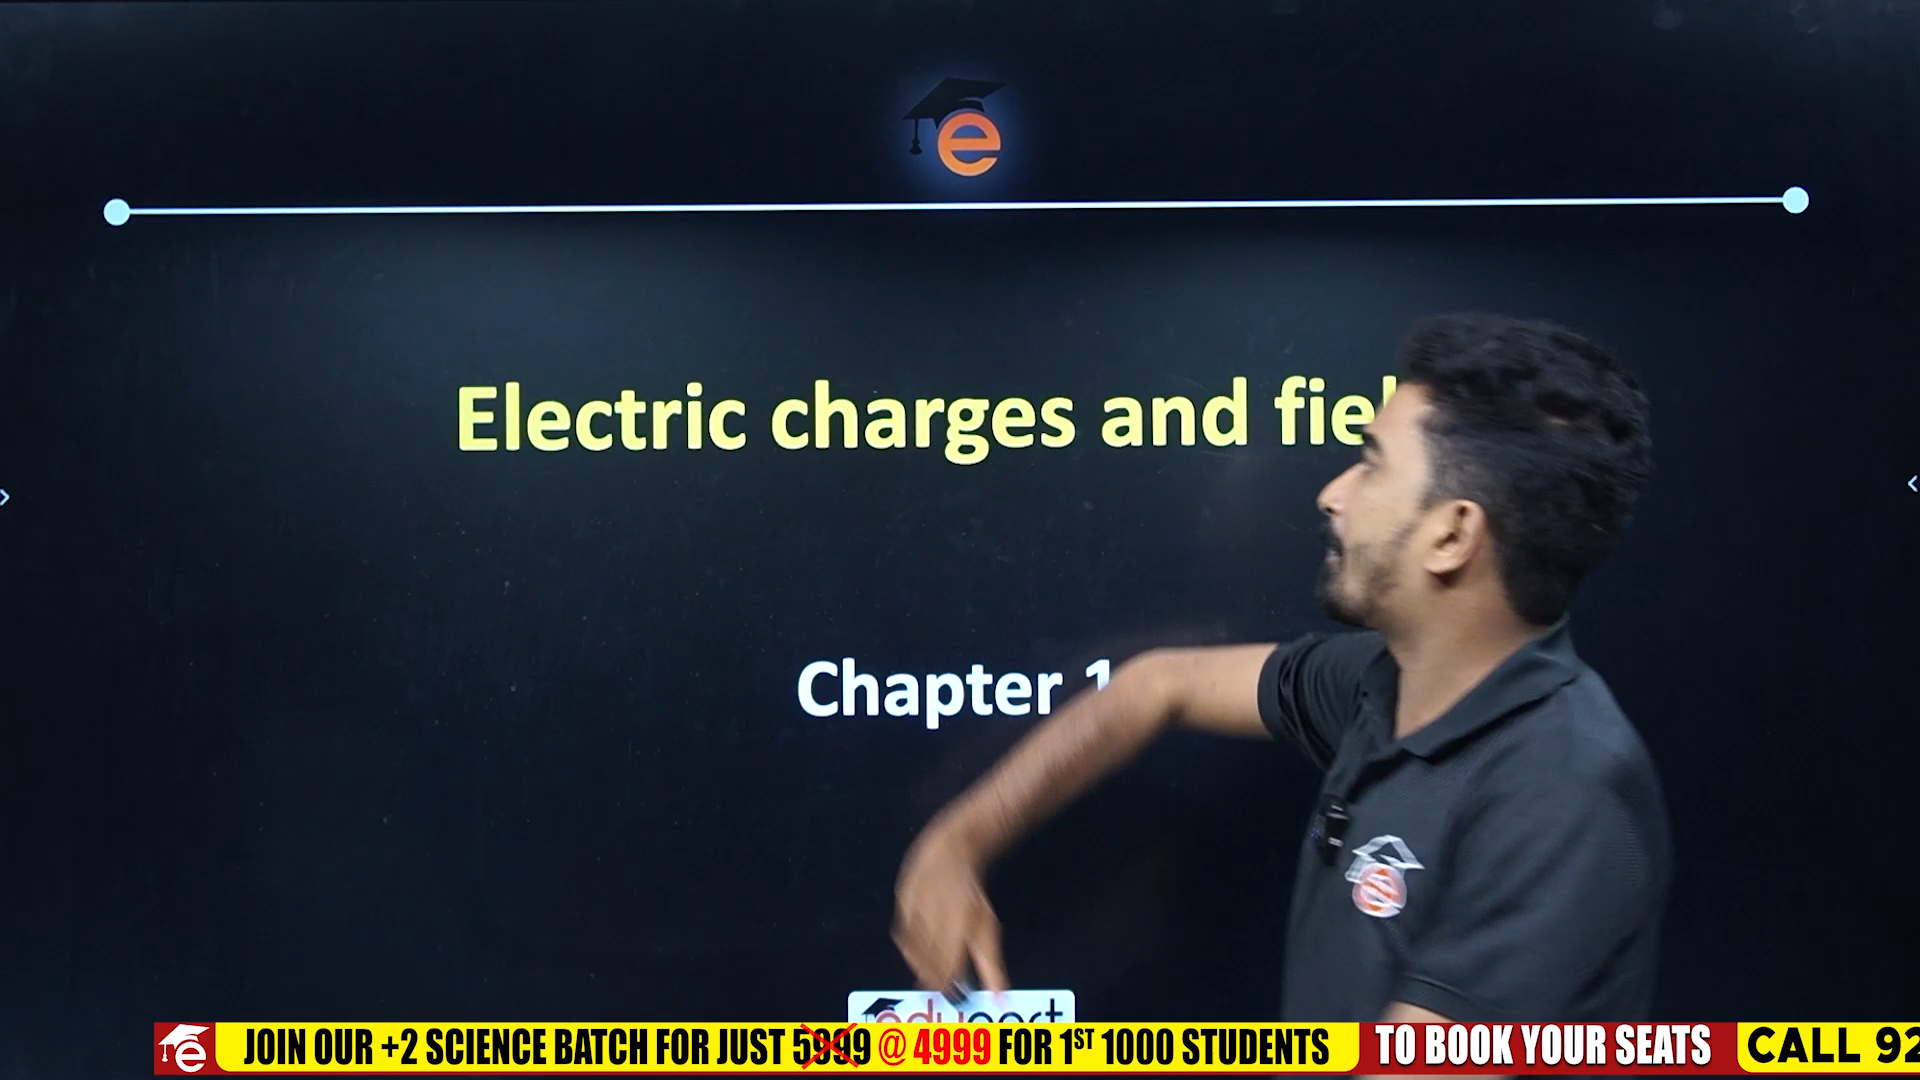 Electric charges and
Chapter 1
JOIN OUR +2 SCIENCE BATCH FOR JUST 5999 @ 4999 FOR 1ST 1000 STUDENTS TO BOOK YOUR SEATS CALL 92